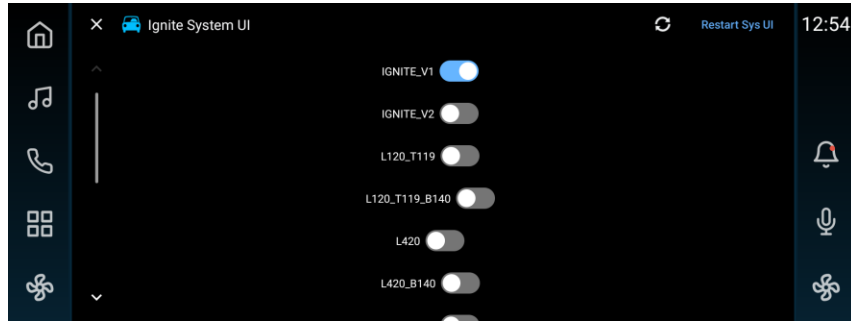 Ignite System UI
Restart Sys UI
12:54
IGNITE_V1
IGNITE_V2
L120_T119
L120_T119_B140
L420
L420_B140